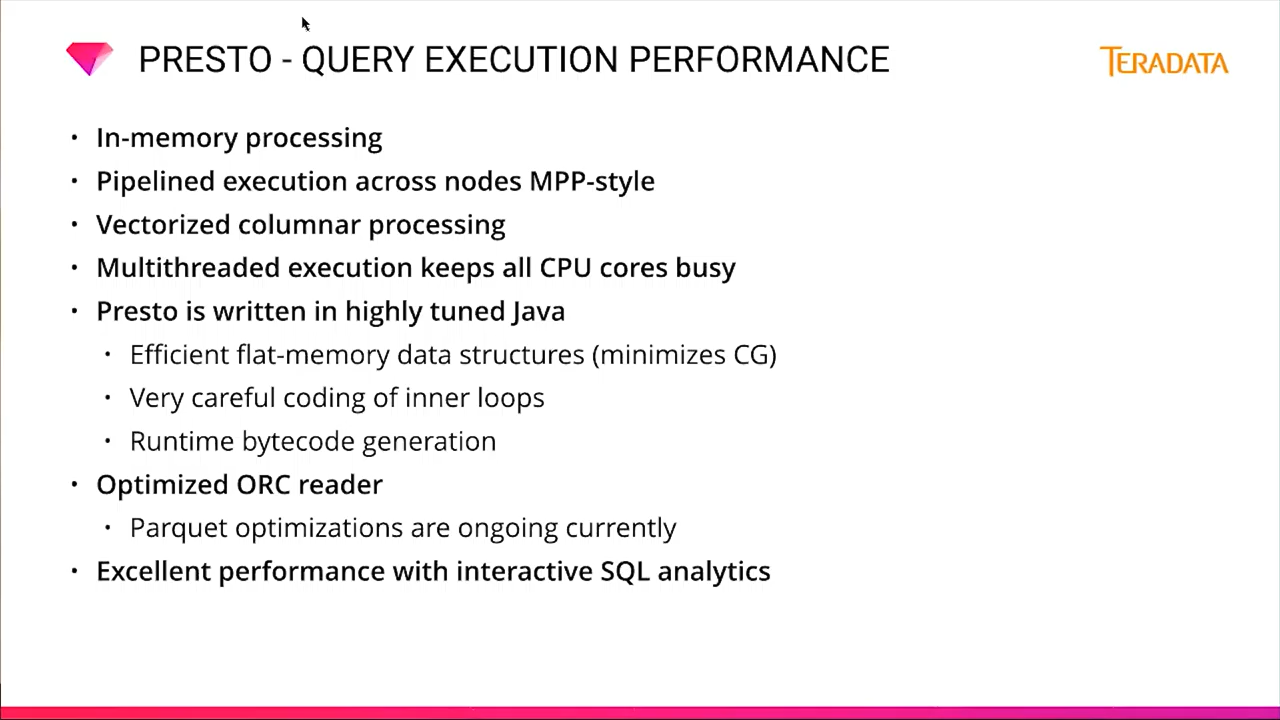 PRESTO - QUERY EXECUTION PERFORMANCE
TERADATA
• In-memory processing
• Pipelined execution across nodes MPP-style
• Vectorized columnar processing
• Multithreaded execution keeps all CPU cores busy
• Presto is written in highly tuned Java
• Efficient flat-memory data structures (minimizes CG)
• Very careful coding of inner loops
• Runtime bytecode generation
• Optimized ORC reader
• Parquet optimizations are ongoing currently
• Excellent performance with interactive SQL analytics